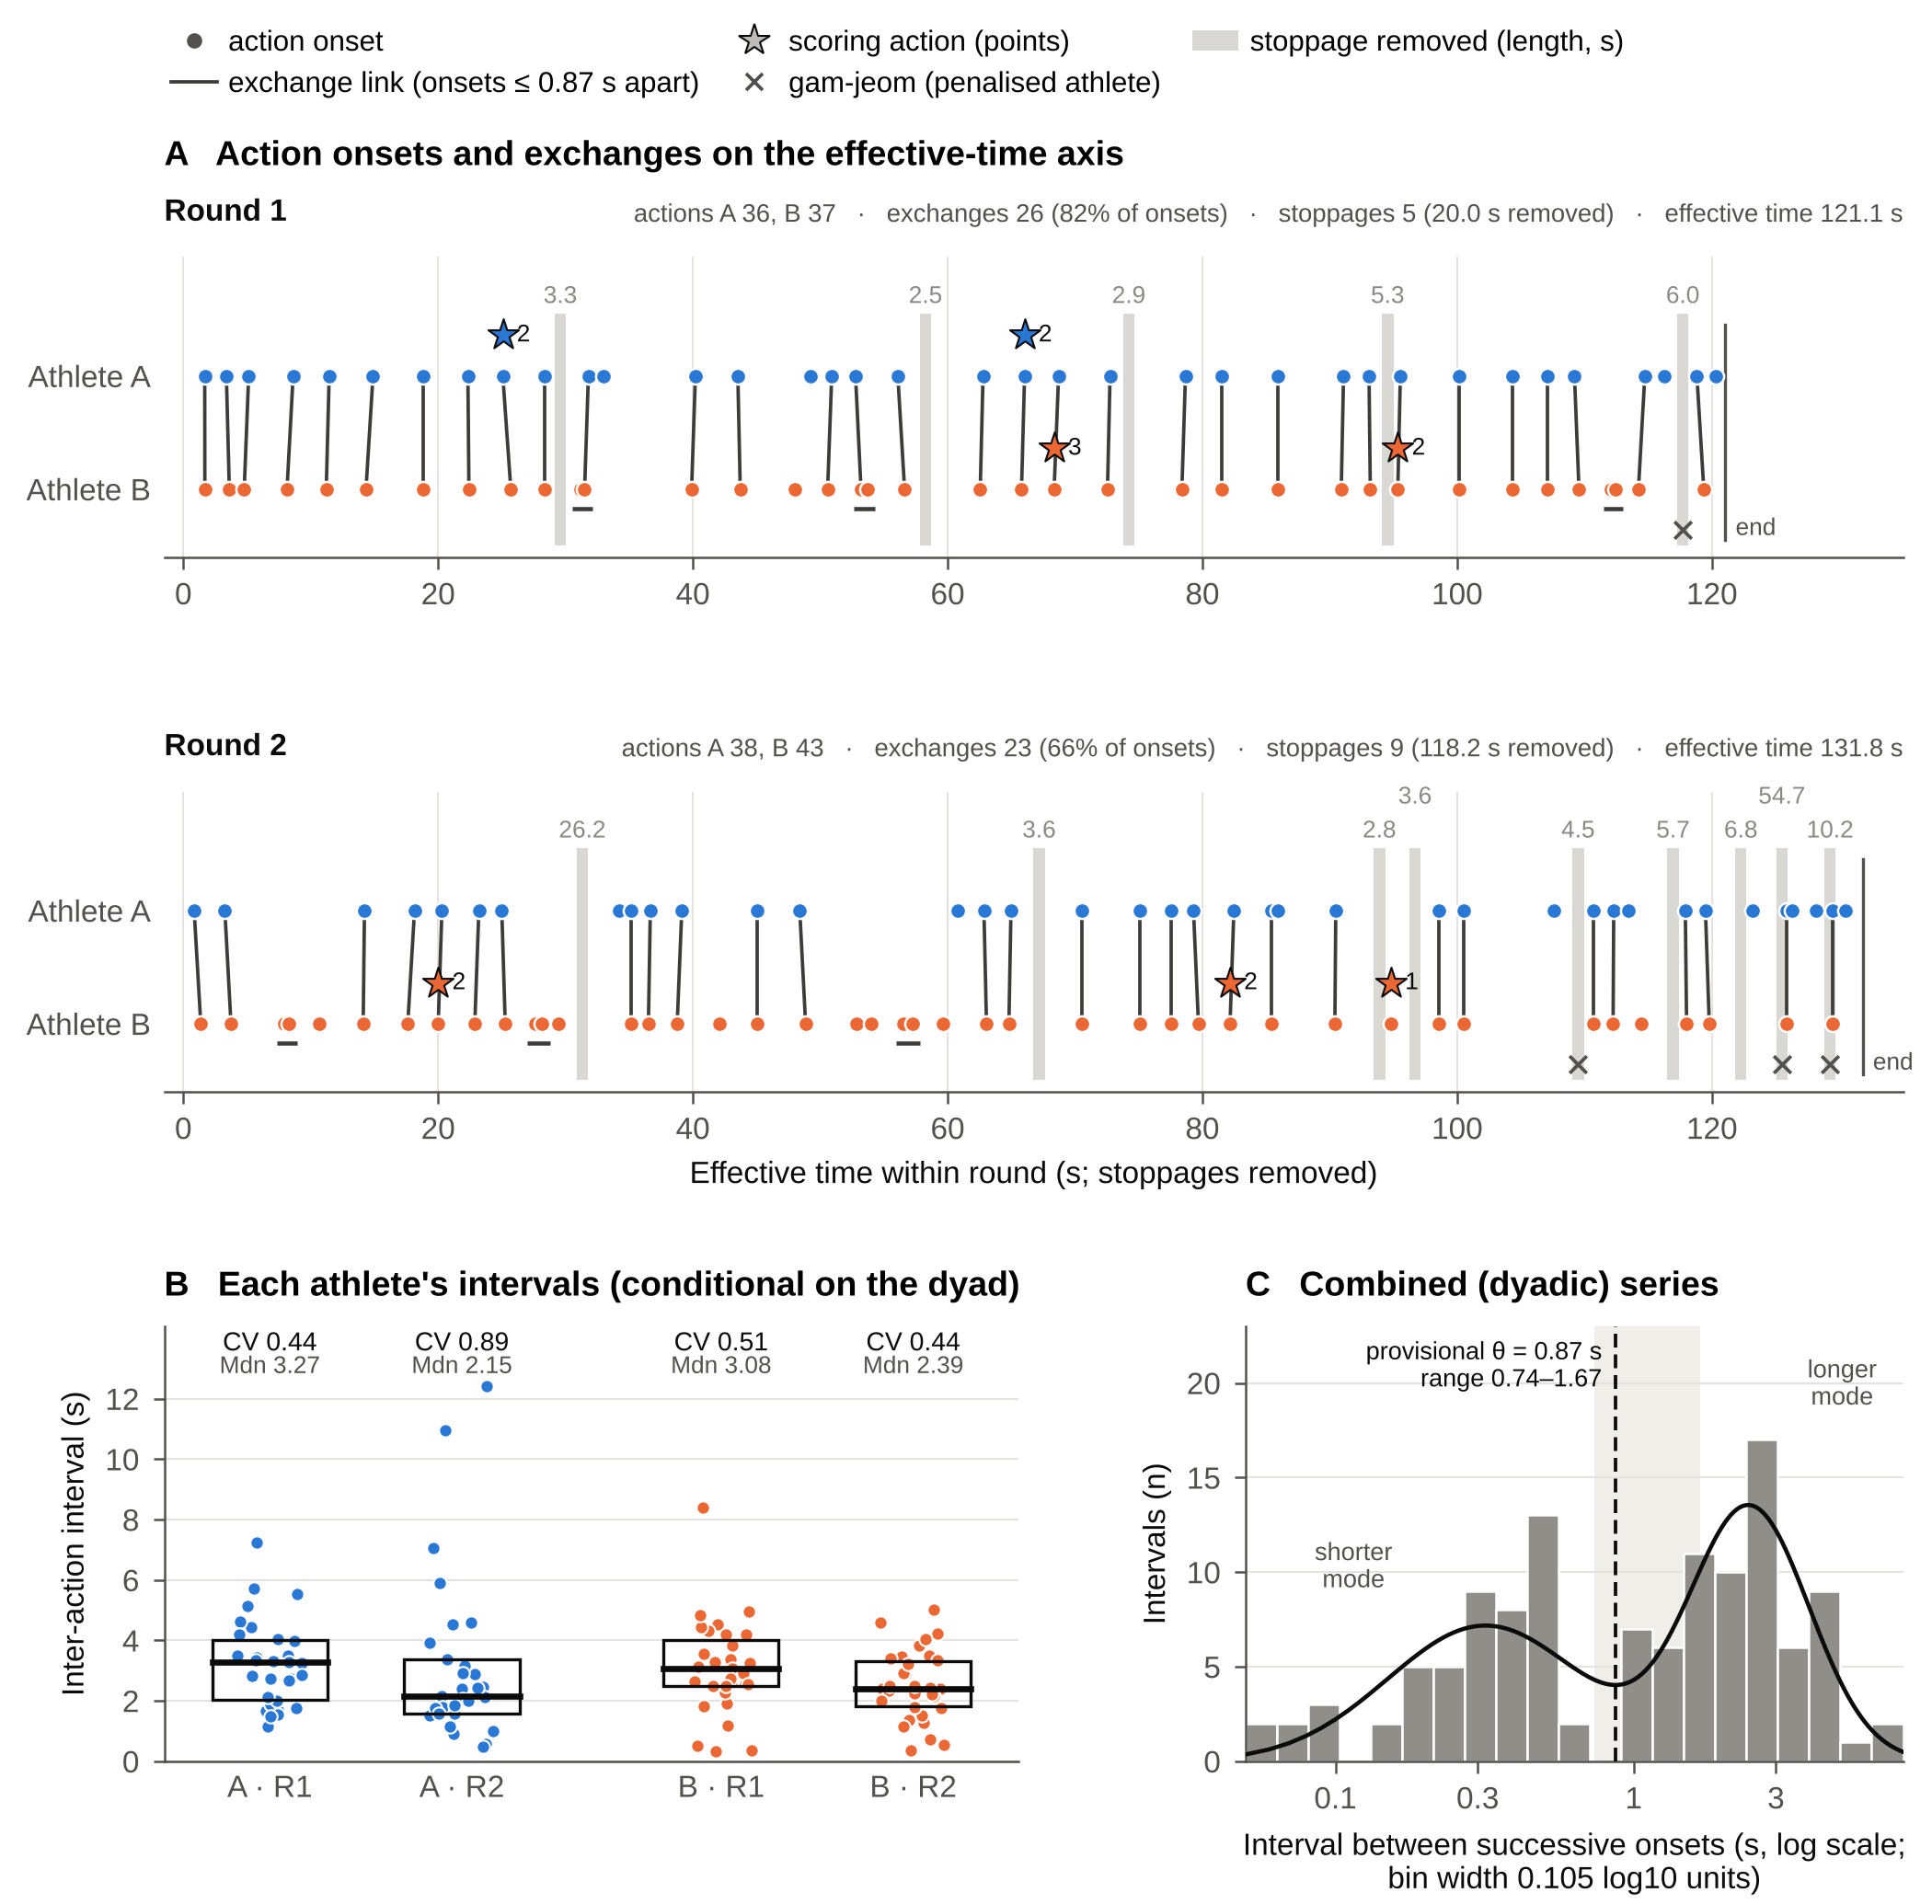 action onset
scoring action (points)
stoppage removed (length, s)
exchange link (onsets ≤ 0.87 s apart)
gam-jeom (penalised athlete)
A Action onsets and exchanges on the effective-time axis
Round 1
actions A 36, B 37 · exchanges 26 (82% of onsets) · stoppages 5 (20.0 s removed) · effective time 121.1 s
3.3 2.5 2.9 5.3 6.0
2 2
Athlete A
3 2
Athlete B
end
0 20 40 60 80 100 120
Round 2
actions A 38, B 43 · exchanges 23 (66% of onsets) · stoppages 9 (118.2 s removed) · effective time 131.8 s
3.6 54.7
26.2 3.6 2.8 4.5 5.7 6.8 10.2
Athlete A
2 2 1
Athlete B
end
0 20 40 60 80 100 120
Effective time within round (s; stoppages removed)
B Each athlete's intervals (conditional on the dyad)
CV 0.44 CV 0.89 CV 0.51 CV 0.44
Mdn 3.27 Mdn 2.15 Mdn 3.08 Mdn 2.39
Inter-action interval (s)
12
10
8
6
4
2
0
A · R1 A · R2 B · R1 B · R2
C Combined (dyadic) series
provisional θ = 0.87 s
range 0.74–1.67
longer
mode
shorter
mode
Intervals (n)
20
15
10
5
0
0.1 0.3 1 3
Interval between successive onsets (s, log scale;
bin width 0.105 log10 units)